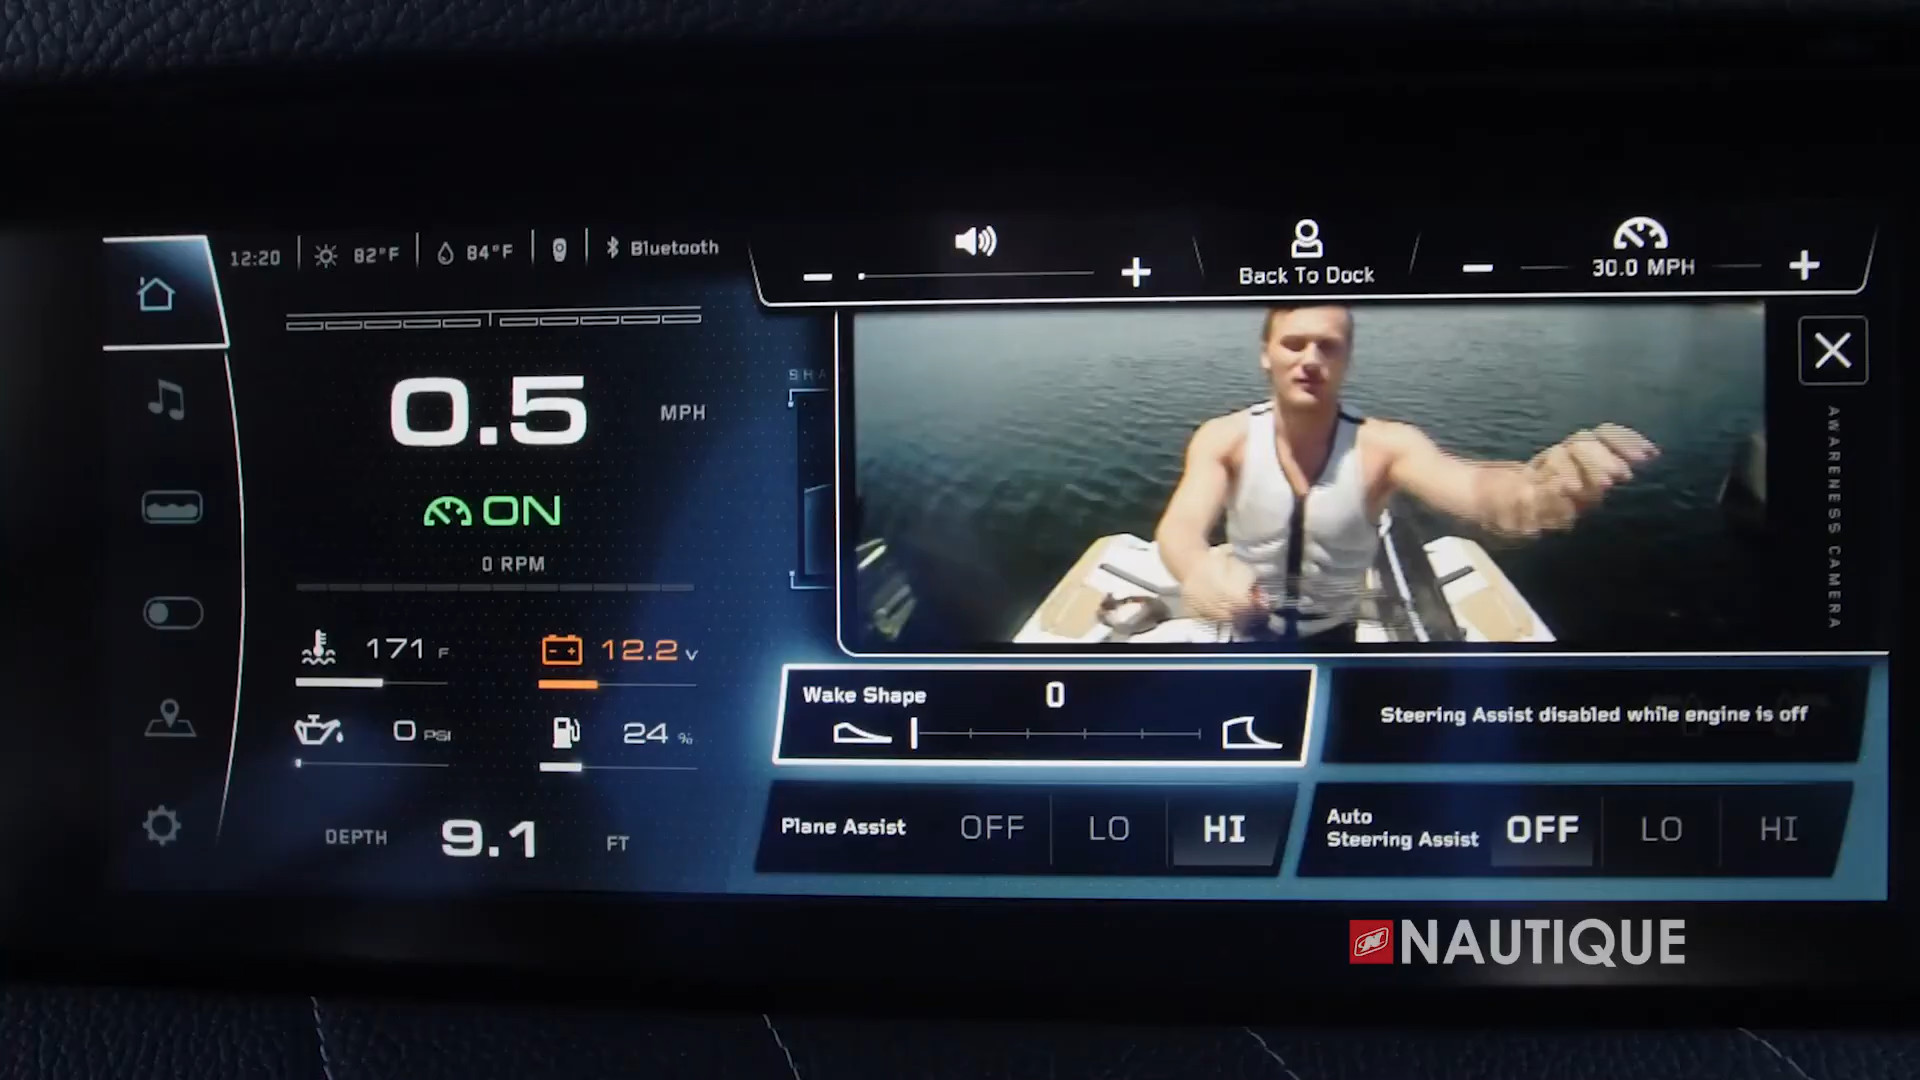 12:20
82°F
84°F
Bluetooth
Back To Dock
30.0 MPH
SHA
0.5
MPH
ON
0 RPM
171 F
12.2 V
0 PSI
24 %
DEPTH
9.1
FT
AWARENESS CAMERA
Wake Shape
0
Steering Assist disabled while engine is off
Plane Assist
OFF
LO
HI
Auto
Steering Assist
OFF
LO
HI
NAUTIQUE